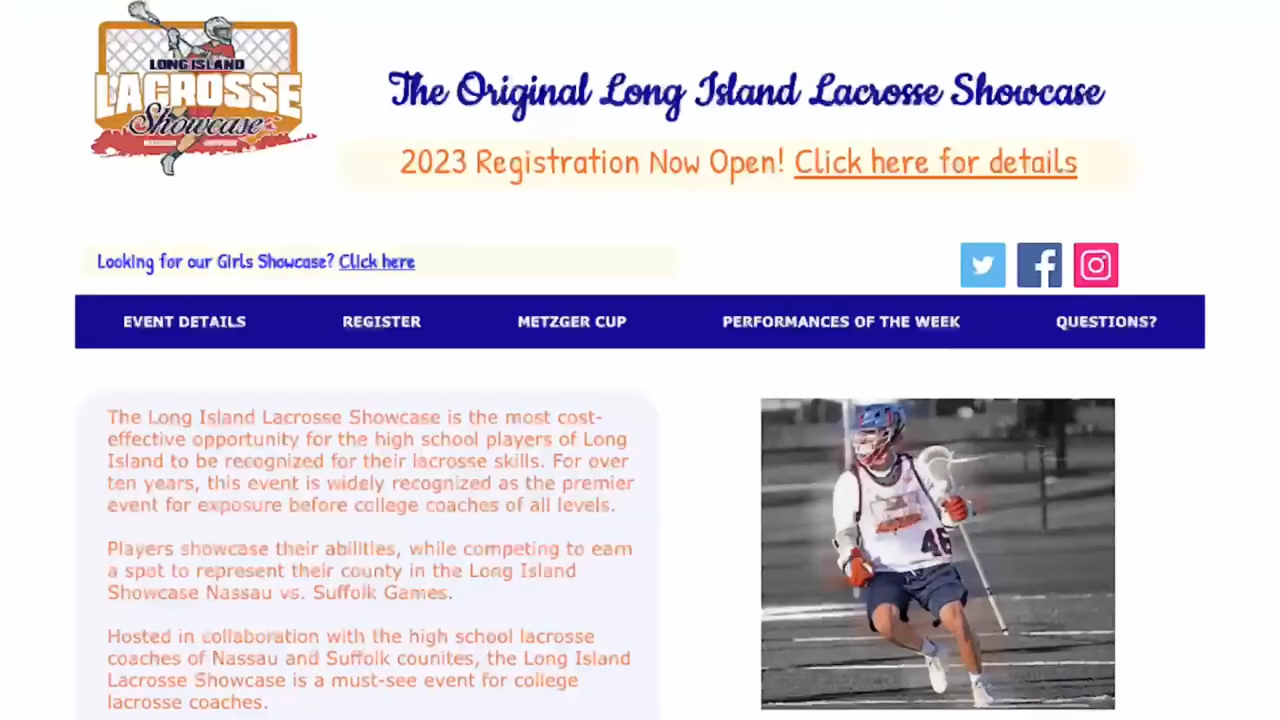 LONG ISLAND
LACROSSE
Showcase
The Original Long Island Lacrosse Showcase
2023 Registration Now Open! Click here for details
Looking for our Girls Showcase? Click here
EVENT DETAILS
REGISTER
METZGER CUP
PERFORMANCES OF THE WEEK
QUESTIONS?
The Long Island Lacrosse Showcase is the most cost-
effective opportunity for the high school players of Long
Island to be recognized for their lacrosse skills. For over
ten years, this event is widely recognized as the premier
event for exposure before college coaches of all levels.
Players showcase their abilities, while competing to earn
a spot to represent their county in the Long Island
Showcase Nassau vs. Suffolk Games.
Hosted in collaboration with the high school lacrosse
coaches of Nassau and Suffolk counites, the Long Island
Lacrosse Showcase is a must-see event for college
lacrosse coaches.